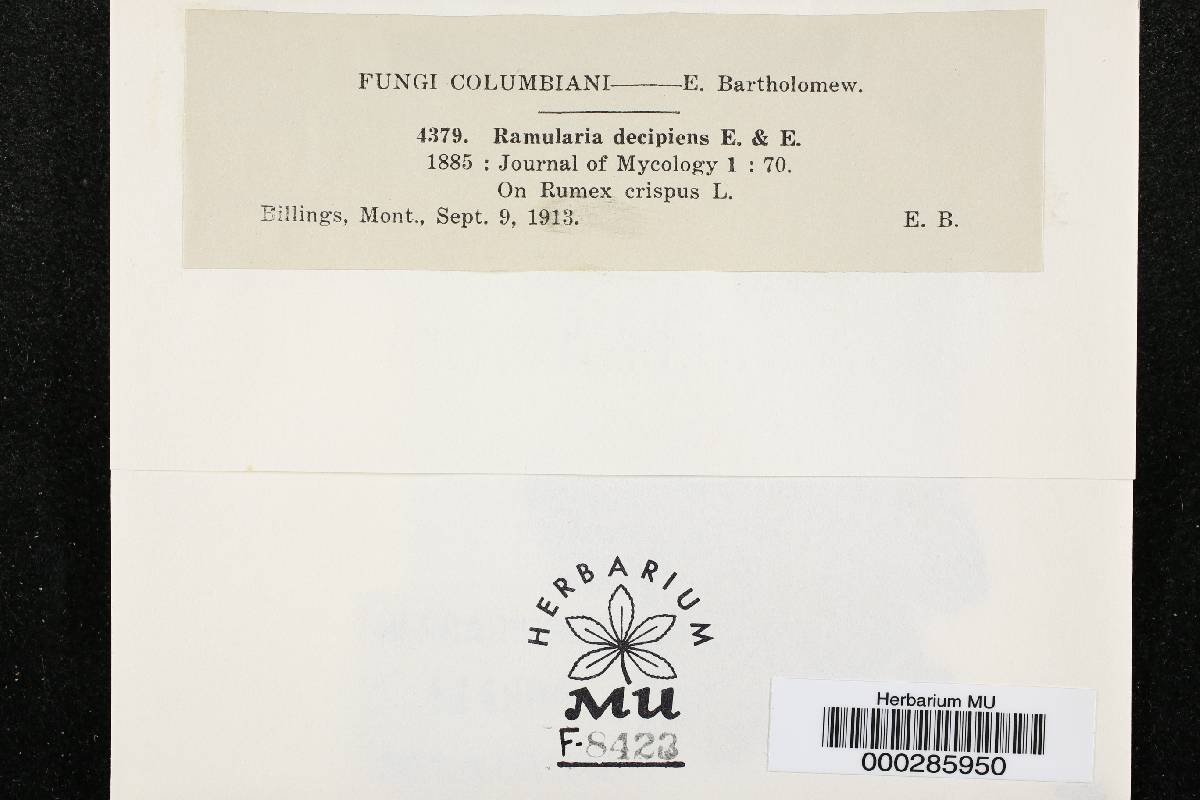 FUNGI COLUMBIANI——E. Bartholomew.
4379. Ramularia decipiens E. & E.
1885 : Journal of Mycology 1 : 70.
On Rumex crispus L.
Billings, Mont., Sept. 9, 1913. E. B.
HERBARIUM
MU
F-8423
Herbarium MU
000285950